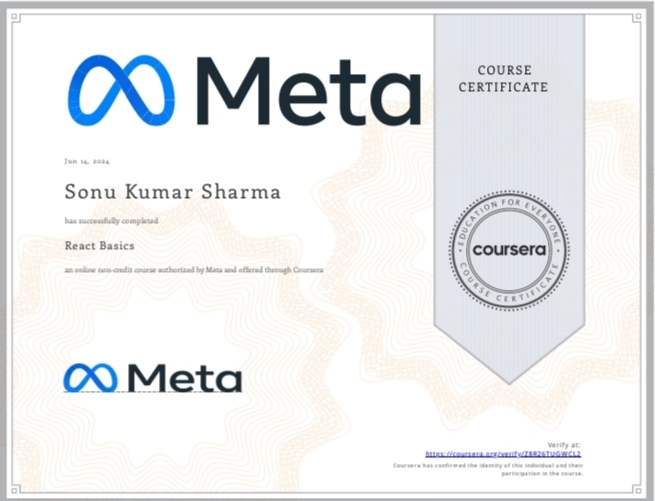 Meta
COURSE
CERTIFICATE
Jun 14, 2024
Sonu Kumar Sharma
has successfully completed
React Basics
an online non-credit course authorized by Meta and offered through Coursera
EDUCATION FOR EVERYONE
coursera
COURSE CERTIFICATE
Meta
Verify at:
https://coursera.org/verify/Z8R26TUGWCL2
Coursera has confirmed the identity of this individual and their
participation in the course.